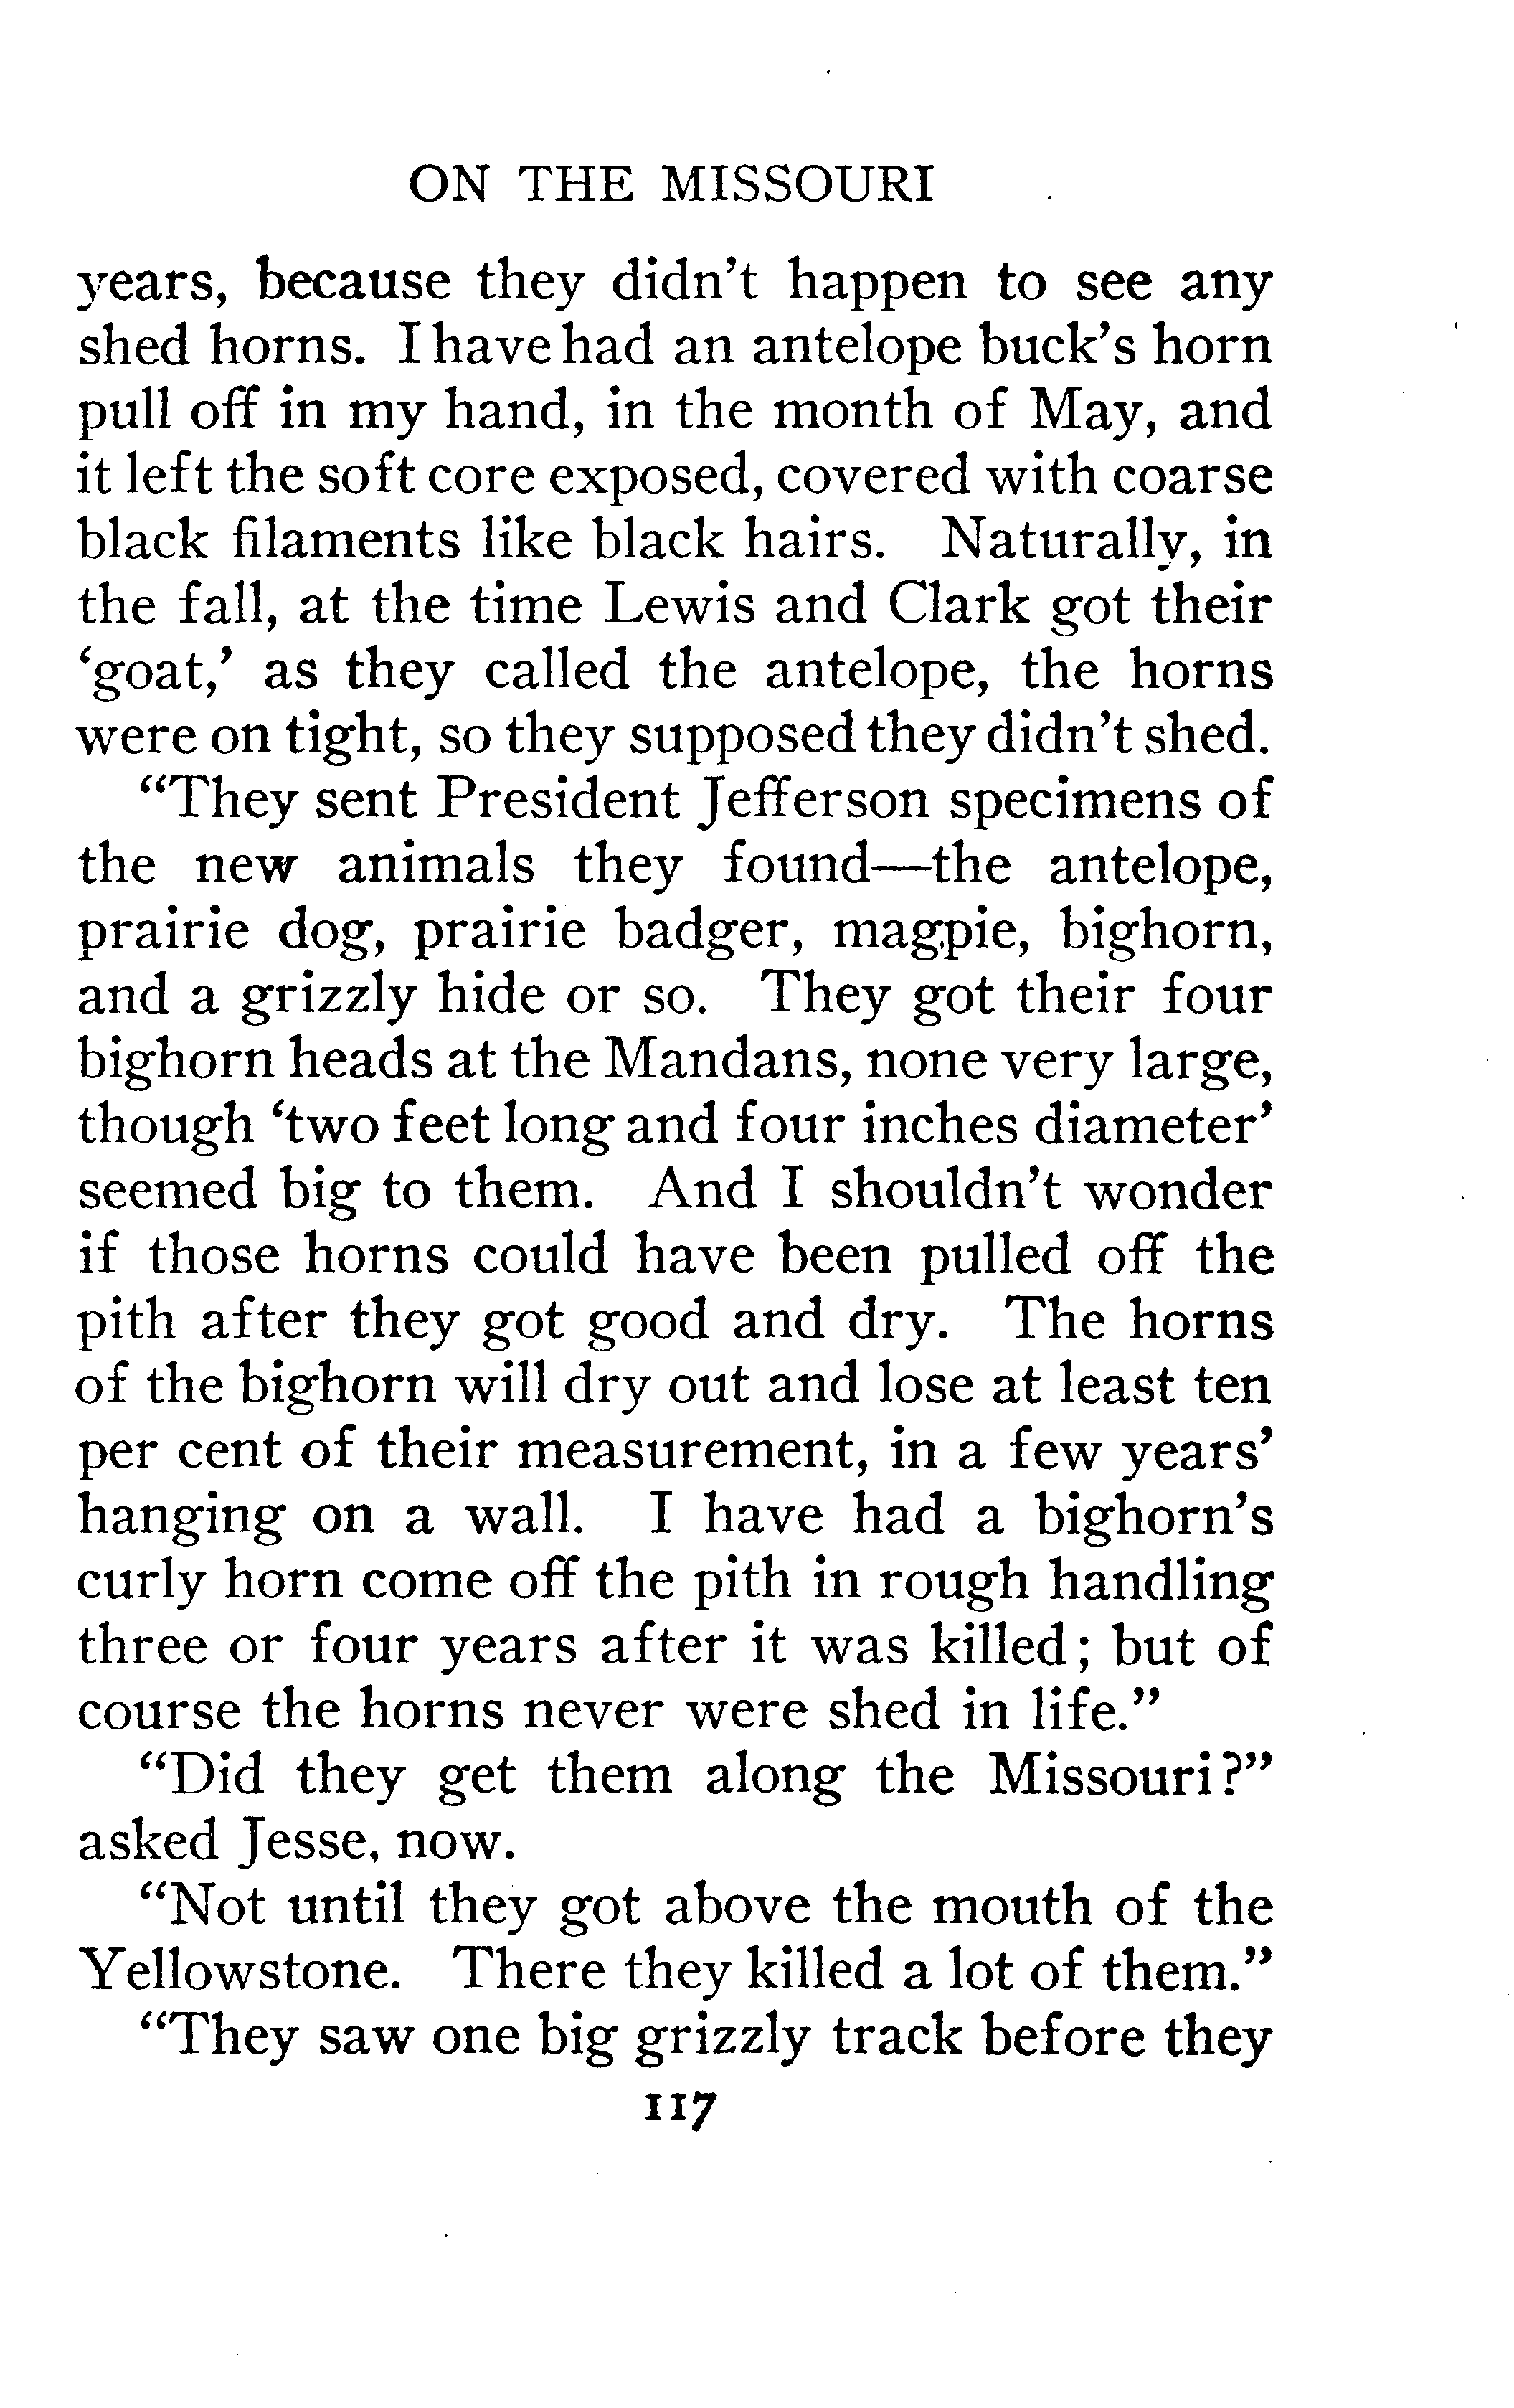 ON THE MISSOURI
years, because they didn't happen to see any
shed horns. I have had an antelope buck's horn
pull off in my hand, in the month of May, and
it left the soft core exposed, covered with coarse
black filaments like black hairs. Naturally, in
the fall, at the time Lewis and Clark got their
‘goat,’ as they called the antelope, the horns
were on tight, so they supposed they didn't shed.
“They sent President Jefferson specimens of
the new animals they found—the antelope,
prairie dog, prairie badger, magpie, bighorn,
and a grizzly hide or so. They got their four
bighorn heads at the Mandans, none very large,
though ‘two feet long and four inches diameter’
seemed big to them. And I shouldn't wonder
if those horns could have been pulled off the
pith after they got good and dry. The horns
of the bighorn will dry out and lose at least ten
per cent of their measurement, in a few years’
hanging on a wall. I have had a bighorn's
curly horn come off the pith in rough handling
three or four years after it was killed; but of
course the horns never were shed in life.”
“Did they get them along the Missouri?”
asked Jesse, now.
“Not until they got above the mouth of the
Yellowstone. There they killed a lot of them.”
“They saw one big grizzly track before they
117